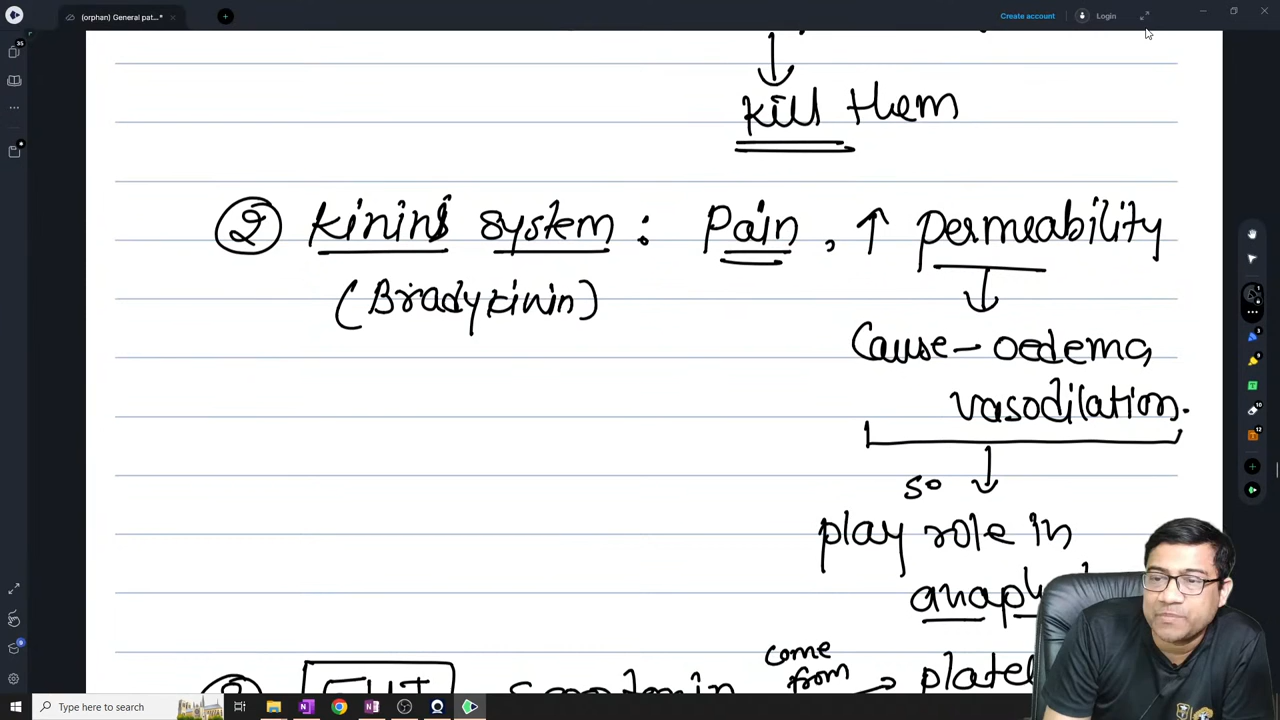 (orphan) General pat...*
Create account
Login
35
kill them
② Kinins system : Pain, ↑ permeability
(Bradykinin)
Cause - oedema,
vasodilation.
so
play role in
come
from
Type here to search